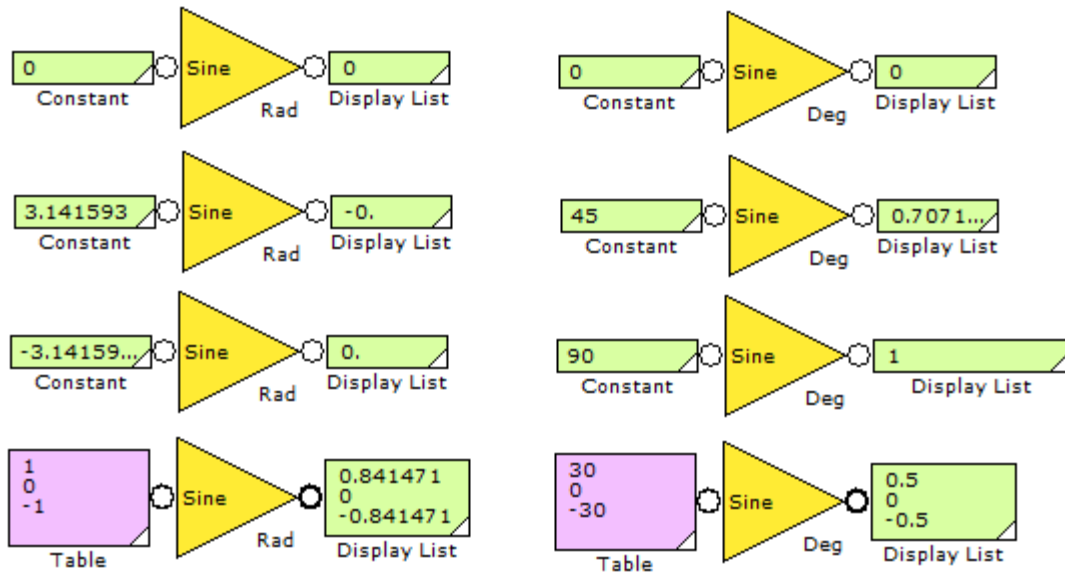 0
Sine
0
Constant
Rad
Display List
0
Sine
0
Constant
Deg
Display List
3.141593
Sine
-0.
Constant
Rad
Display List
45
Sine
0.7071...
Constant
Deg
Display List
-3.14159...
Sine
0.
Constant
Rad
Display List
90
Sine
1
Constant
Deg
Display List
1
0
-1
Sine
0.841471
0
-0.841471
Table
Rad
Display List
30
0
-30
Sine
0.5
0
-0.5
Table
Deg
Display List